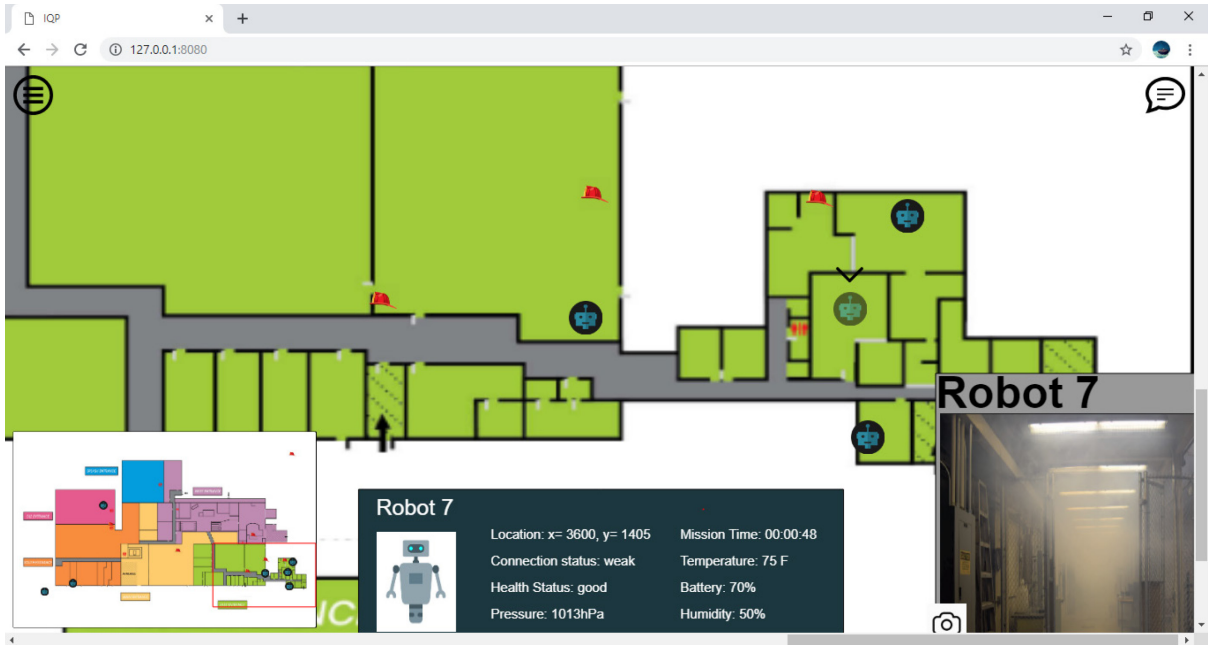 IQP
127.0.0.1:8080
Robot 7
Robot 7
Location: x= 3600, y= 1405
Mission Time: 00:00:48
Connection status: weak
Temperature: 75 F
Health Status: good
Battery: 70%
Pressure: 1013hPa
Humidity: 50%